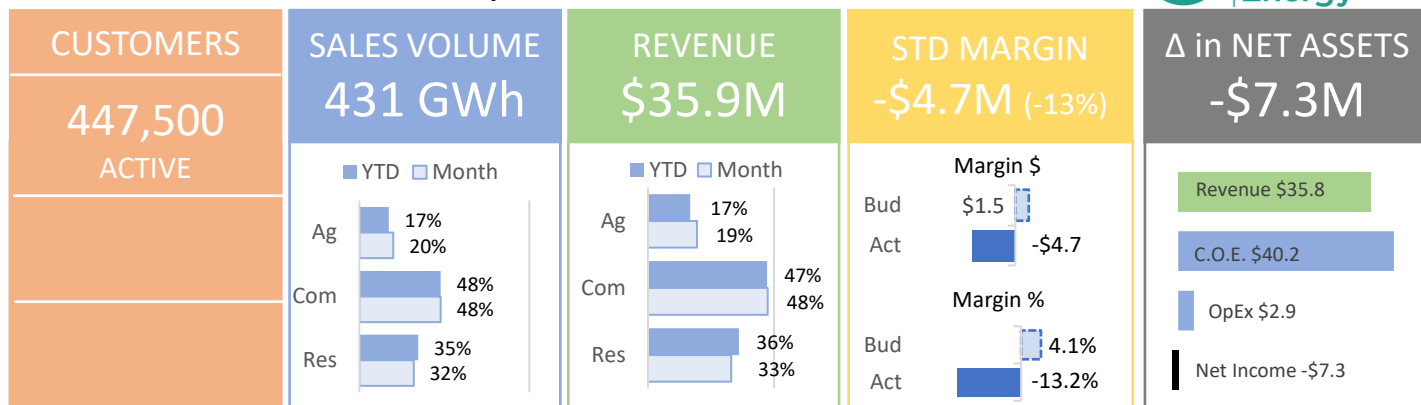 Energy
CUSTOMERS
447,500
ACTIVE
SALES VOLUME
431 GWh
YTD Month
Ag 17%
20%
Com 48%
48%
Res 35%
32%
REVENUE
$35.9M
YTD Month
Ag 17%
19%
Com 47%
48%
Res 36%
33%
STD MARGIN
-$4.7M (-13%)
Margin $
Bud $1.5
Act -$4.7
Margin %
Bud 4.1%
Act -13.2%
Δ in NET ASSETS
-$7.3M
Revenue $35.8
C.O.E. $40.2
OpEx $2.9
Net Income -$7.3